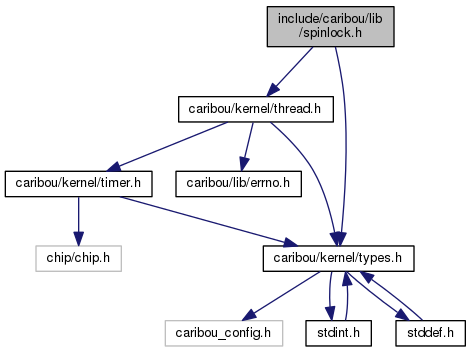 include/caribou/lib
/spinlock.h
caribou/kernel/thread.h
caribou/kernel/timer.h
caribou/lib/errno.h
chip/chip.h
caribou/kernel/types.h
caribou_config.h
stdint.h
stddef.h